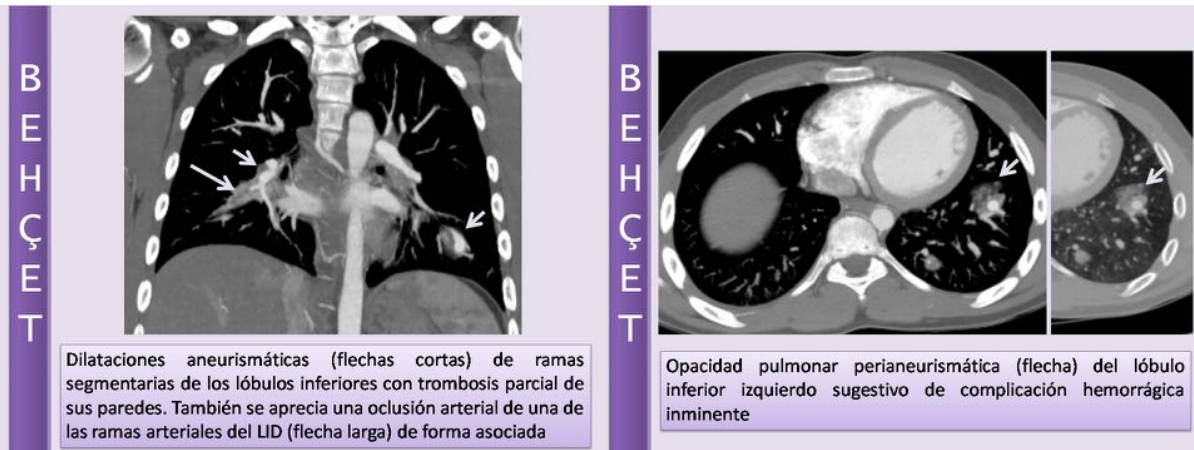 BEHÇET
Dilataciones aneurismáticas (flechas cortas) de ramas
segmentarias de los lóbulos inferiores con trombosis parcial de
sus paredes. También se aprecia una oclusión arterial de una de
las ramas arteriales del LID (flecha larga) de forma asociada
BEHÇET
Opacidad pulmonar perianeurismática (flecha) del lóbulo
inferior izquierdo sugestivo de complicación hemorrágica
inminente